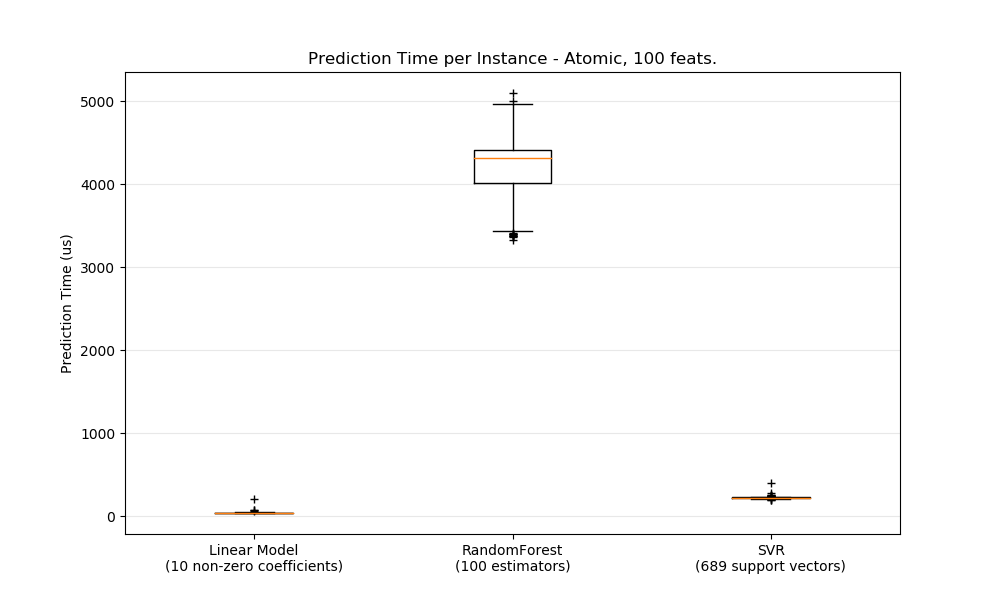 Prediction Time per Instance - Atomic, 100 feats.
Prediction Time (us)
5000
4000
3000
2000
1000
0
Linear Model
(10 non-zero coefficients)
RandomForest
(100 estimators)
SVR
(689 support vectors)